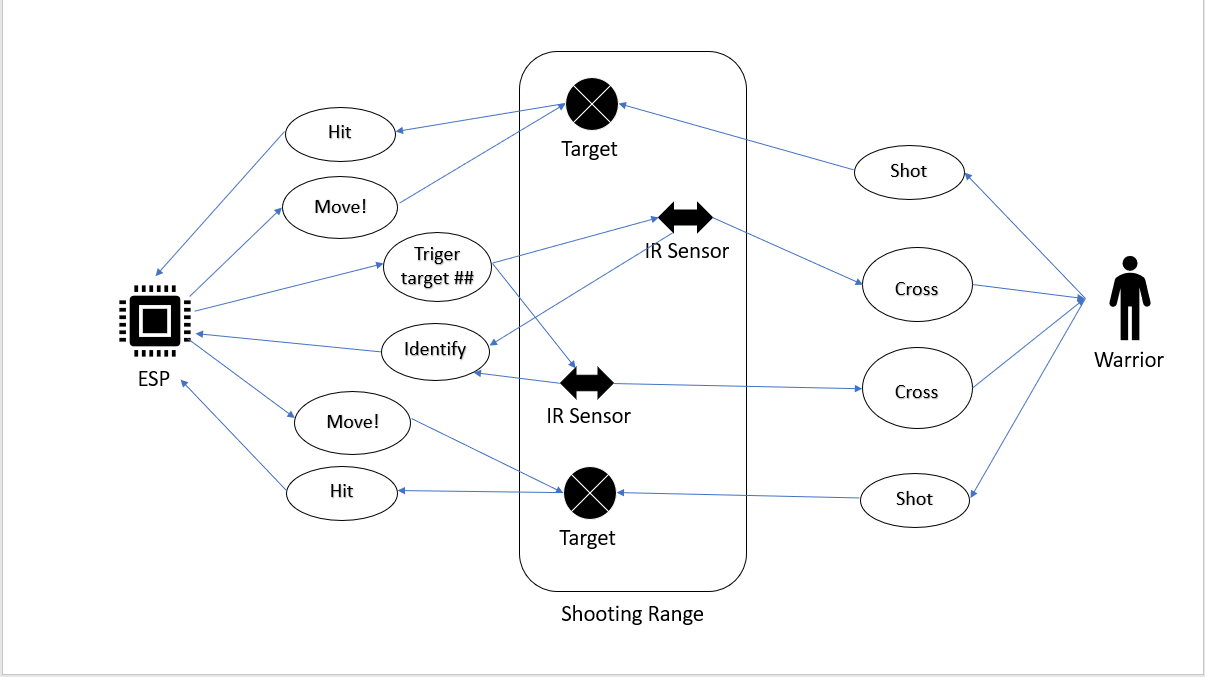 Hit
Target
Shot
Move!
Triger
target ##
IR Sensor
Cross
Identify
Warrior
ESP
Cross
IR Sensor
Move!
Hit
Shot
Target
Shooting Range